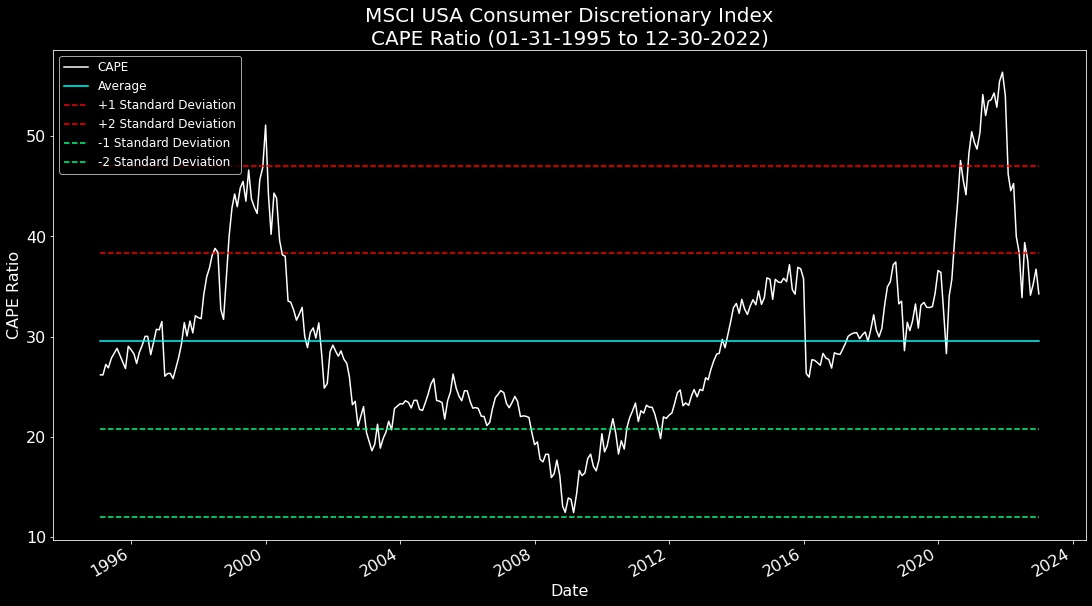 MSCI USA Consumer Discretionary Index
CAPE Ratio (01-31-1995 to 12-30-2022)
CAPE
Average
+1 Standard Deviation
+2 Standard Deviation
-1 Standard Deviation
-2 Standard Deviation
CAPE Ratio
50
40
30
20
10
1996
2000
2004
2008
2012
2016
2020
2024
Date